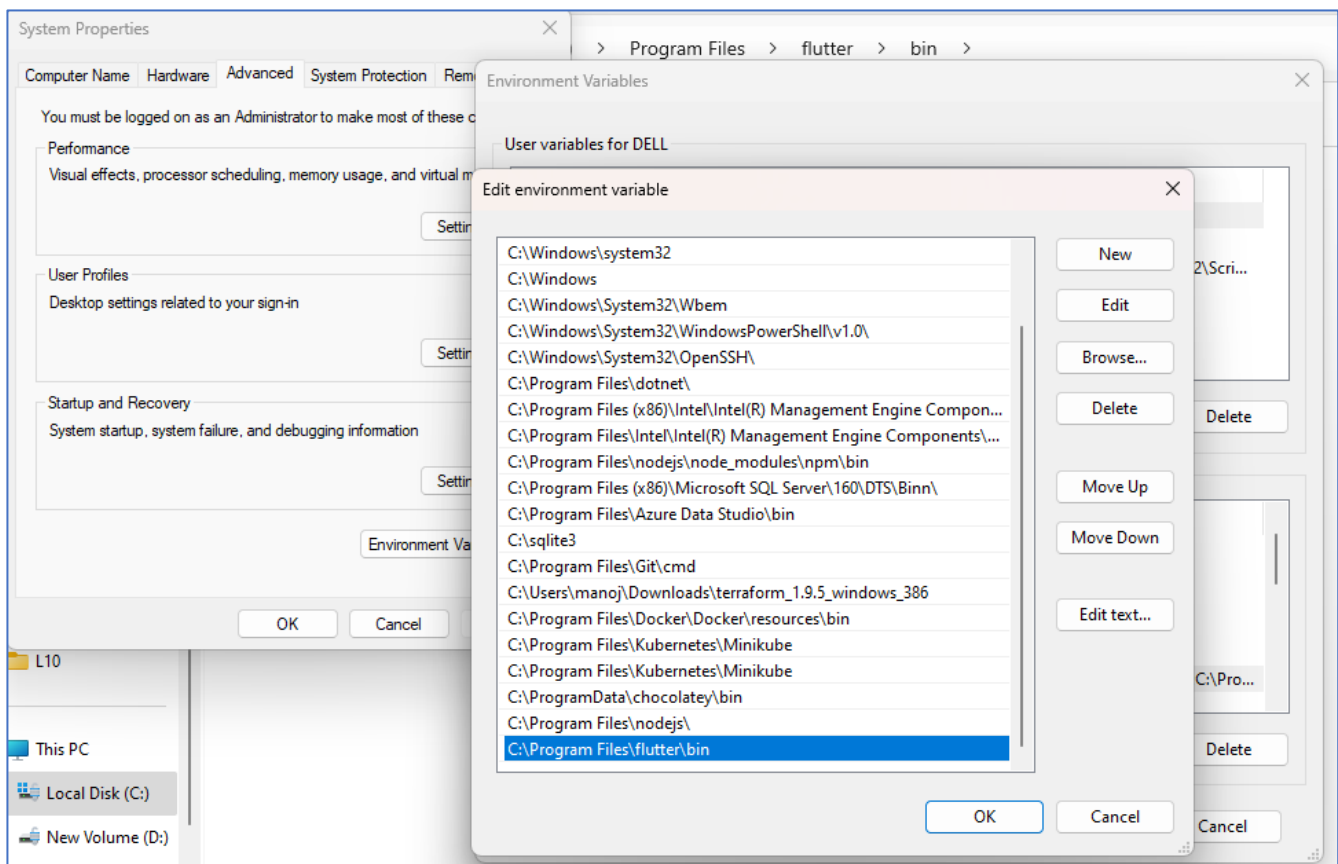 System Properties
Computer Name Hardware Advanced System Protection Rem
You must be logged on as an Administrator to make most of these c
Performance
Visual effects, processor scheduling, memory usage, and virtual m
Settin
User Profiles
Desktop settings related to your sign-in
Settin
Startup and Recovery
System startup, system failure, and debugging information
Settin
Environment Va
OK Cancel
L10
This PC
Local Disk (C:)
New Volume (D:)
> Program Files > flutter > bin >
Environment Variables
User variables for DELL
2\Scri...
Delete
C:\Pro...
Delete
Cancel
Edit environment variable
C:\Windows\system32
C:\Windows
C:\Windows\System32\Wbem
C:\Windows\System32\WindowsPowerShell\v1.0\
C:\Windows\System32\OpenSSH\
C:\Program Files\dotnet\
C:\Program Files (x86)\Intel\Intel(R) Management Engine Compon...
C:\Program Files\Intel\Intel(R) Management Engine Components\...
C:\Program Files\nodejs\node_modules\npm\bin
C:\Program Files (x86)\Microsoft SQL Server\160\DTS\Binn\
C:\Program Files\Azure Data Studio\bin
C:\sqlite3
C:\Program Files\Git\cmd
C:\Users\manoj\Downloads\terraform_1.9.5_windows_386
C:\Program Files\Docker\Docker\resources\bin
C:\Program Files\Kubernetes\Minikube
C:\Program Files\Kubernetes\Minikube
C:\ProgramData\chocolatey\bin
C:\Program Files\nodejs\
C:\Program Files\flutter\bin
New
Edit
Browse...
Delete
Move Up
Move Down
Edit text...
OK Cancel